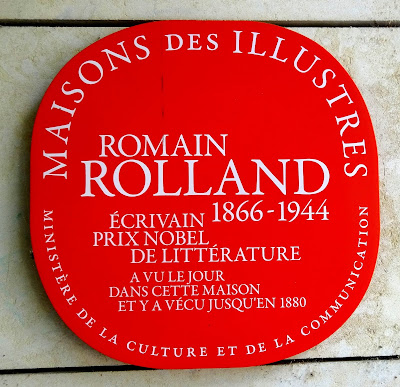 MAISONS DES ILLUSTRES
ROMAIN
ROLLAND
1866-1944
ÉCRIVAIN
PRIX NOBEL
DE LITTÉRATURE
A VU LE JOUR
DANS CETTE MAISON
ET Y A VÉCU JUSQU'EN 1880
MINISTÈRE DE LA CULTURE ET DE LA COMMUNICATION